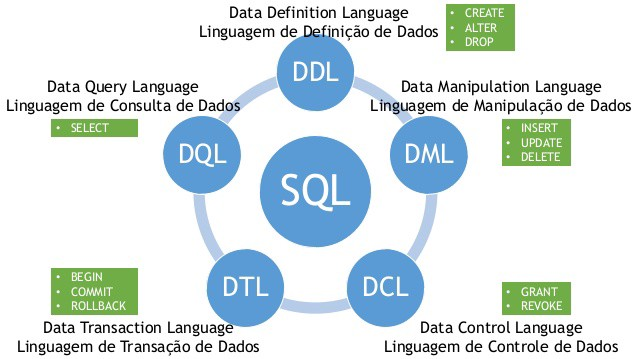 Data Definition Language
Linguagem de Definição de Dados
• CREATE
• ALTER
• DROP
DDL
Data Query Language
Linguagem de Consulta de Dados
• SELECT
DQL
Data Manipulation Language
Linguagem de Manipulação de Dados
• INSERT
• UPDATE
• DELETE
DML
SQL
• BEGIN
• COMMIT
• ROLLBACK
DTL
Data Transaction Language
Linguagem de Transação de Dados
DCL
• GRANT
• REVOKE
Data Control Language
Linguagem de Controle de Dados